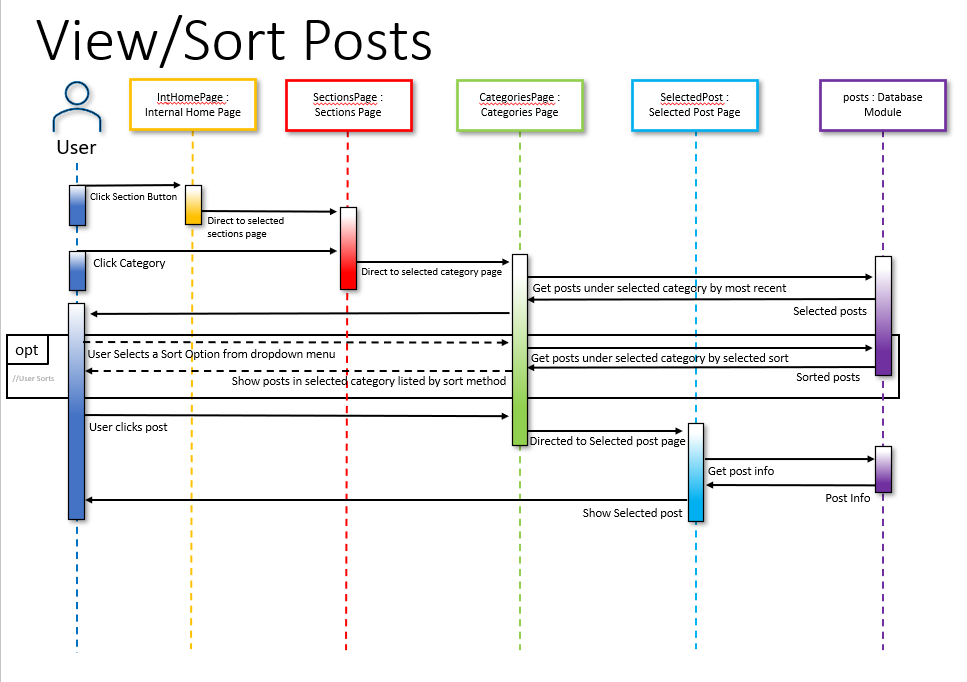 View/Sort Posts
User
IntHomePage :
Internal Home Page
SectionsPage :
Sections Page
CategoriesPage :
Categories Page
SelectedPost :
Selected Post Page
posts : Database
Module
Click Section Button
Direct to selected
sections page
Click Category
Direct to selected category page
Get posts under selected category by most recent
Selected posts
opt
//User Sorts
User Selects a Sort Option from dropdown menu
Get posts under selected category by selected sort
Show posts in selected category listed by sort method
Sorted posts
User clicks post
Directed to Selected post page
Get post info
Post Info
Show Selected post